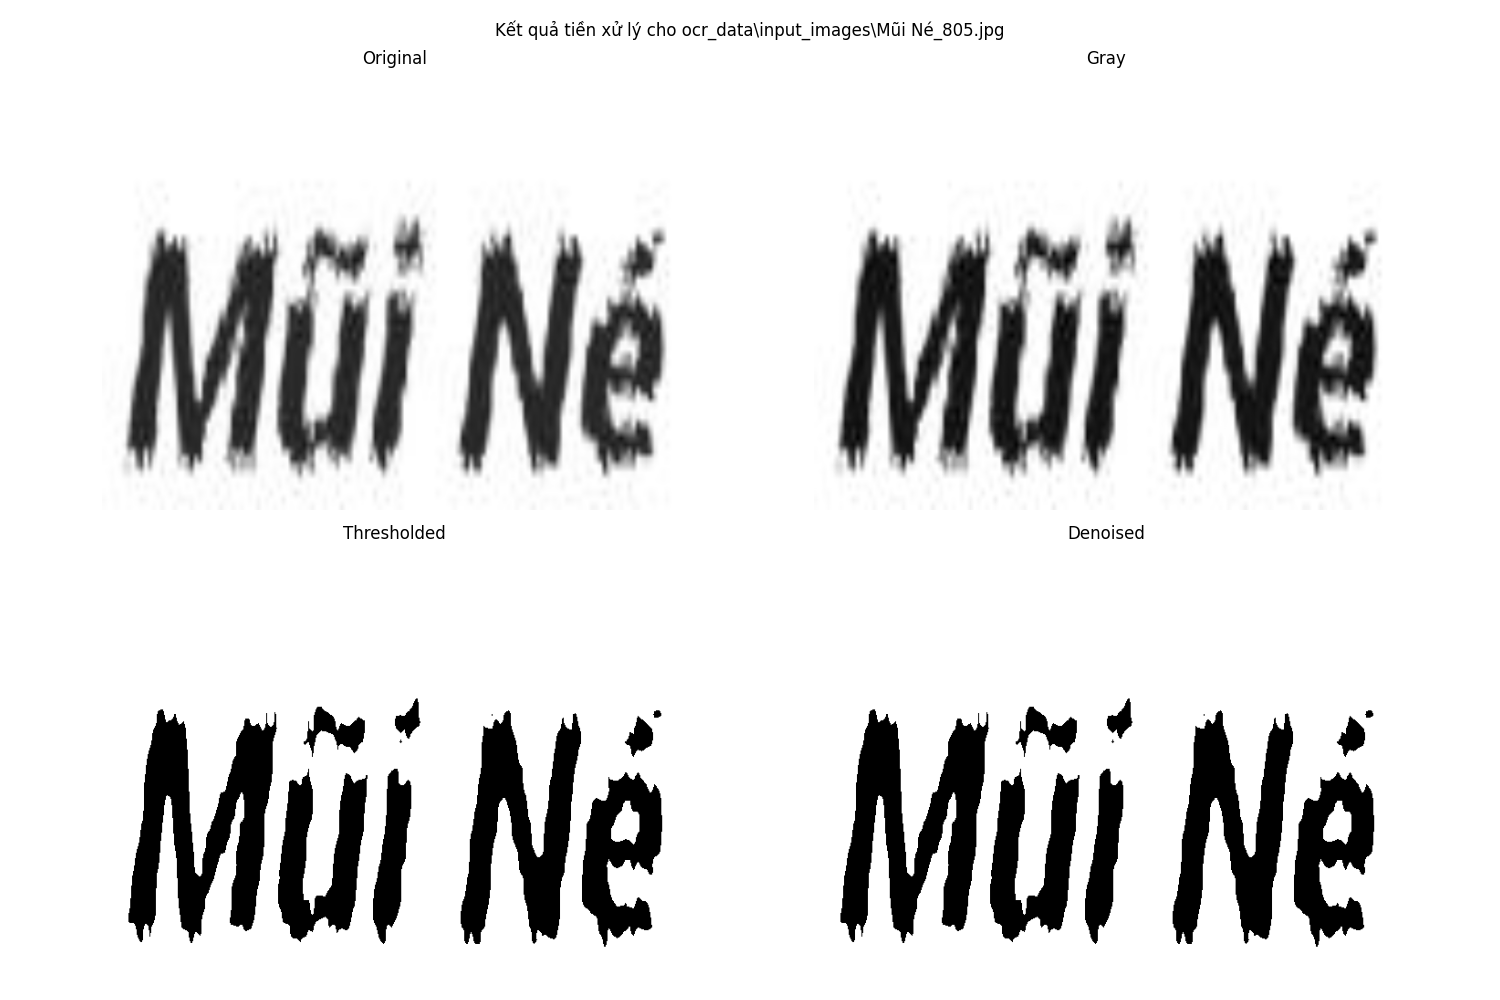 Kết quả tiền xử lý cho ocr_data\input_images\Mũi Né_805.jpg
Original
Gray
Mũi Né
Mũi Né
Thresholded
Denoised
Mũi Né
Mũi Né